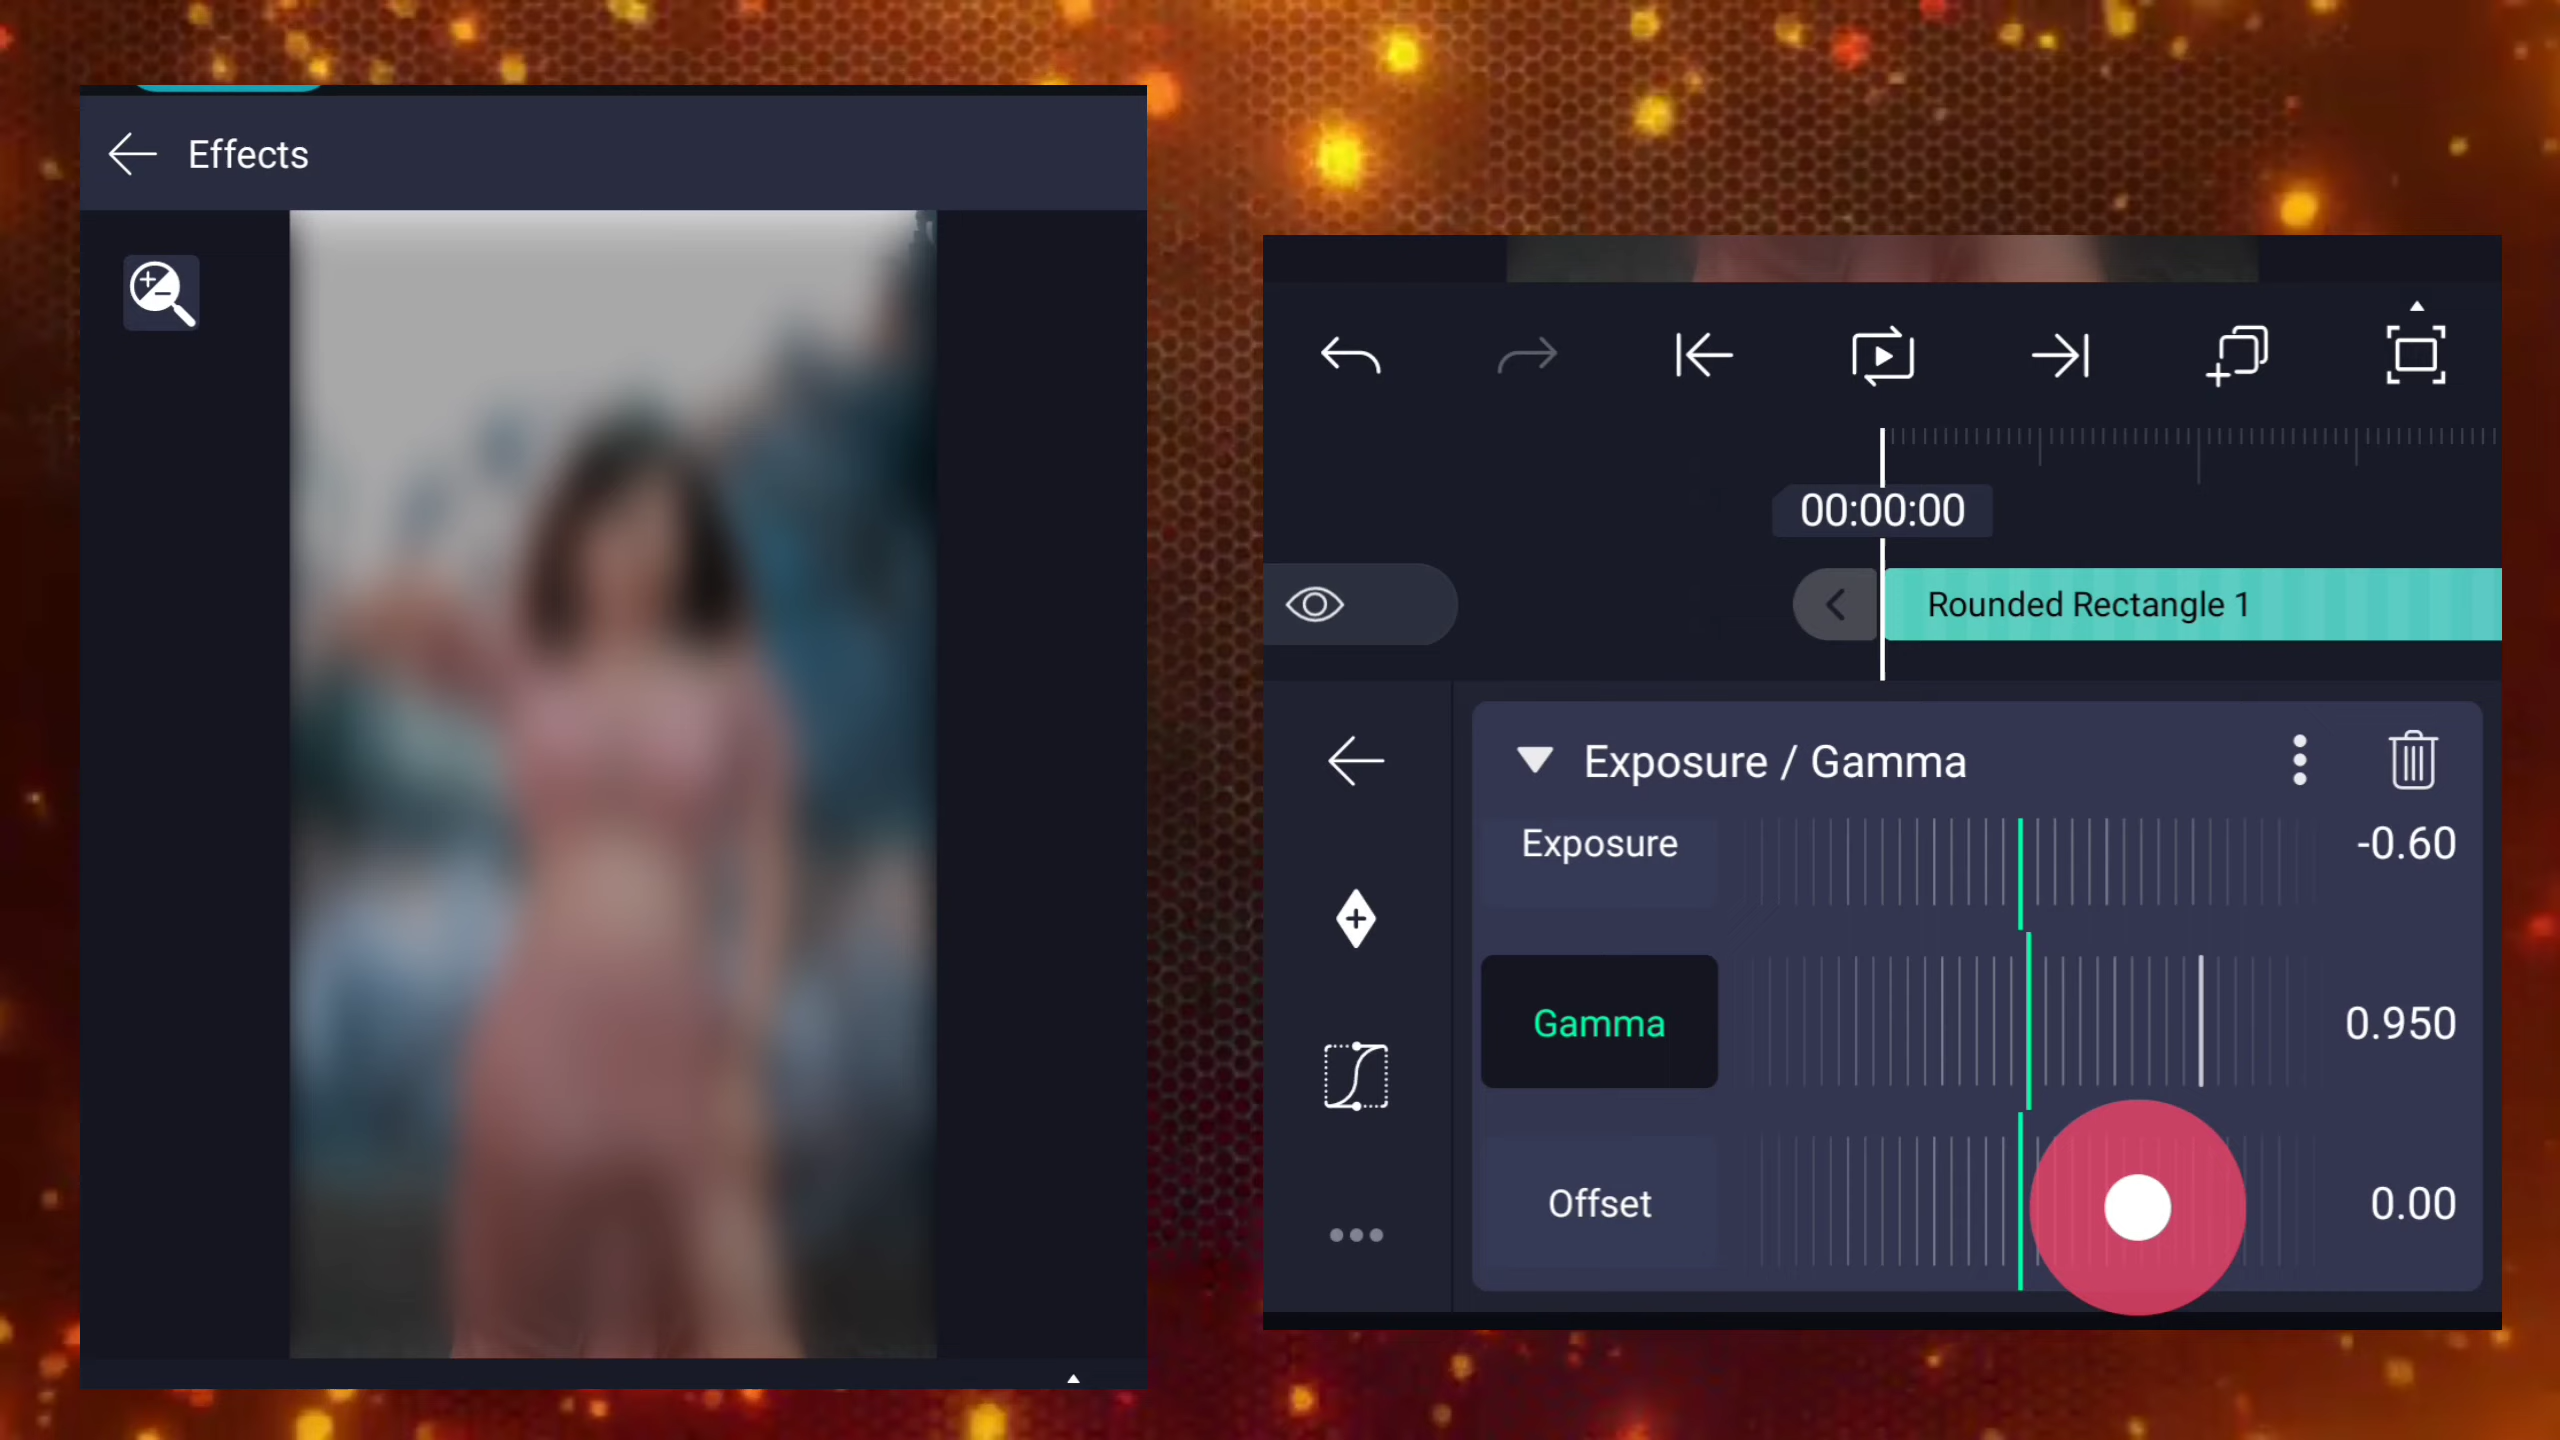 Effects
00:00:00
Rounded Rectangle 1
Exposure / Gamma
Exposure -0.60
Gamma 0.950
Offset 0.00